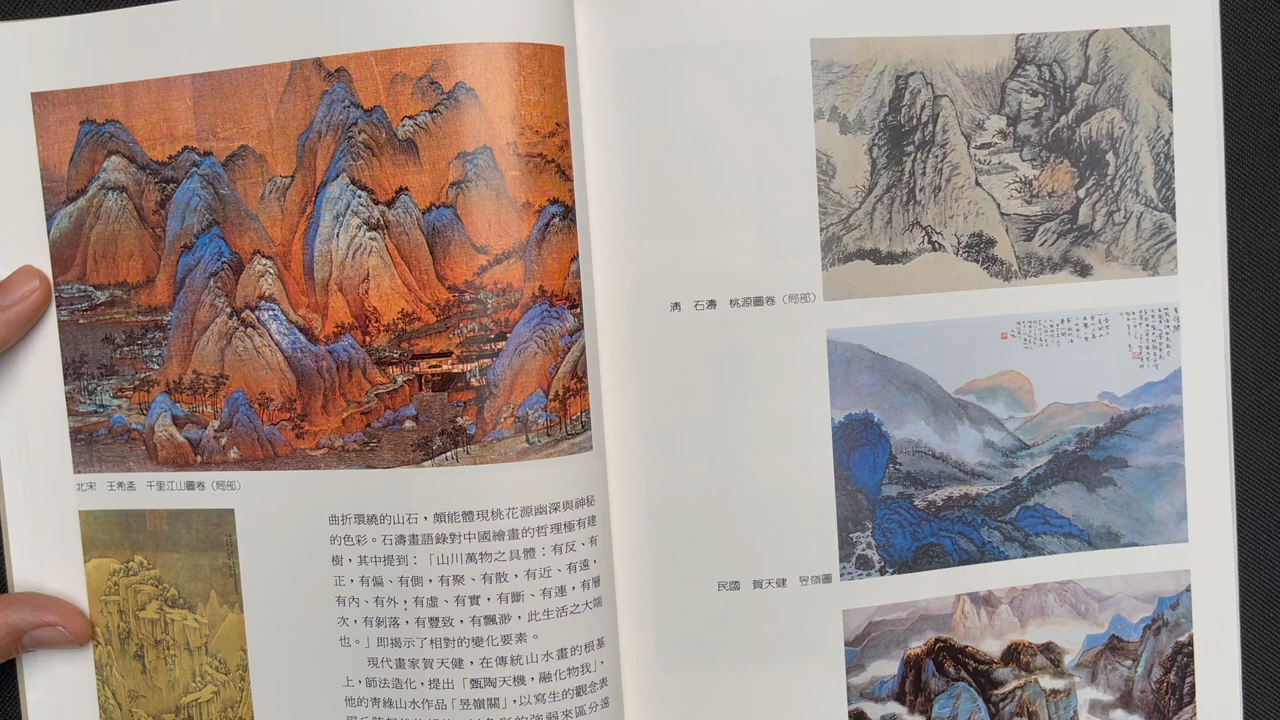 北宋　王希孟　千里江山圖卷（局部）
曲折環繞的山石，頗能體現桃花源幽深與神秘
的色彩。石濤畫語錄對中國繪畫的哲理極有建
樹，其中提到：「山川萬物之具體：有反、有
正，有偏、有側，有聚、有散，有近、有遠，
有內、有外，有虛、有實，有斷、有連，有層
次，有剝落，有豐致，有飄渺，此生活之大端
也。」即揭示了相對的變化要素。
現代畫家賀天健，在傳統山水畫的根基
上，師法造化，提出「甄陶天機，融化物我」，
他的青綠山水作品「昱嶺關」，以寫生的觀念表
清　石濤　桃源圖卷（局部）
民國　賀天健　昱嶺圖